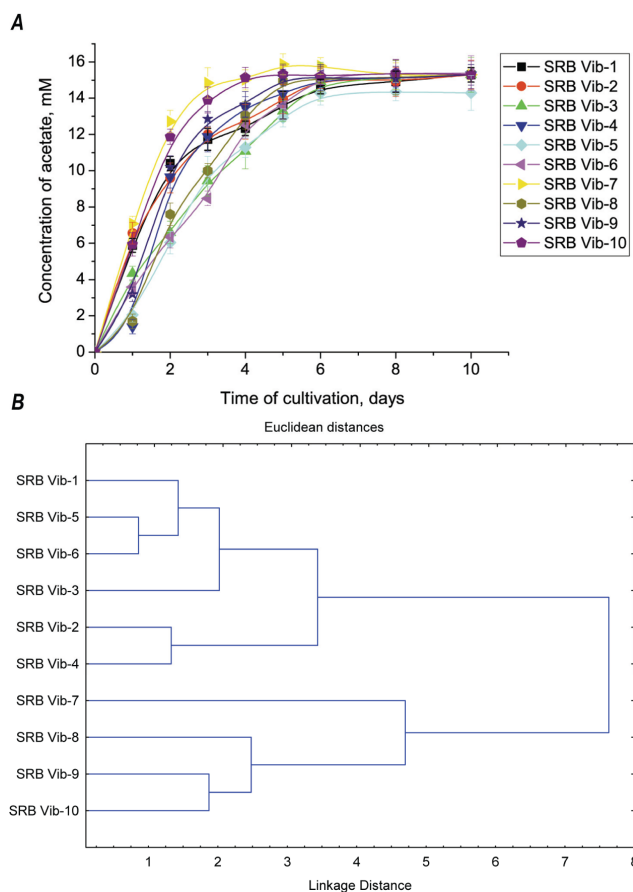 A
Concentration of acetate, mM
16
14
12
10
8
6
4
2
0
0 2 4 6 8 10
Time of cultivation, days
SRB Vib-1
SRB Vib-2
SRB Vib-3
SRB Vib-4
SRB Vib-5
SRB Vib-6
SRB Vib-7
SRB Vib-8
SRB Vib-9
SRB Vib-10
B
Euclidean distances
SRB Vib-1
SRB Vib-5
SRB Vib-6
SRB Vib-3
SRB Vib-2
SRB Vib-4
SRB Vib-7
SRB Vib-8
SRB Vib-9
SRB Vib-10
1 2 3 4 5 6 7 8
Linkage Distance